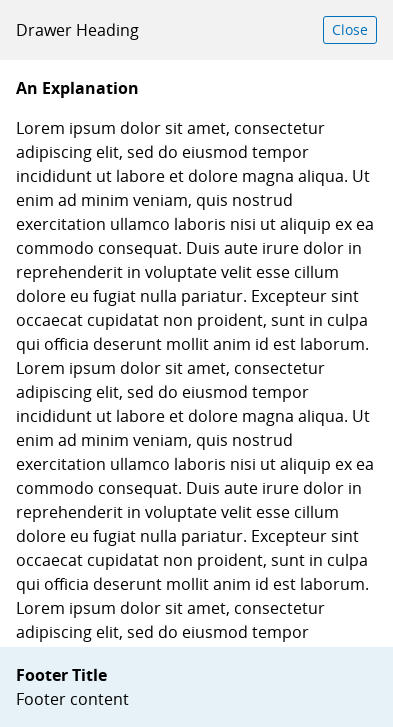 Drawer Heading
Close
An Explanation
Lorem ipsum dolor sit amet, consectetur
adipiscing elit, sed do eiusmod tempor
incididunt ut labore et dolore magna aliqua. Ut
enim ad minim veniam, quis nostrud
exercitation ullamco laboris nisi ut aliquip ex ea
commodo consequat. Duis aute irure dolor in
reprehenderit in voluptate velit esse cillum
dolore eu fugiat nulla pariatur. Excepteur sint
occaecat cupidatat non proident, sunt in culpa
qui officia deserunt mollit anim id est laborum.
Lorem ipsum dolor sit amet, consectetur
adipiscing elit, sed do eiusmod tempor
incididunt ut labore et dolore magna aliqua. Ut
enim ad minim veniam, quis nostrud
exercitation ullamco laboris nisi ut aliquip ex ea
commodo consequat. Duis aute irure dolor in
reprehenderit in voluptate velit esse cillum
dolore eu fugiat nulla pariatur. Excepteur sint
occaecat cupidatat non proident, sunt in culpa
qui officia deserunt mollit anim id est laborum.
Lorem ipsum dolor sit amet, consectetur
adipiscing elit, sed do eiusmod tempor
Footer Title
Footer content